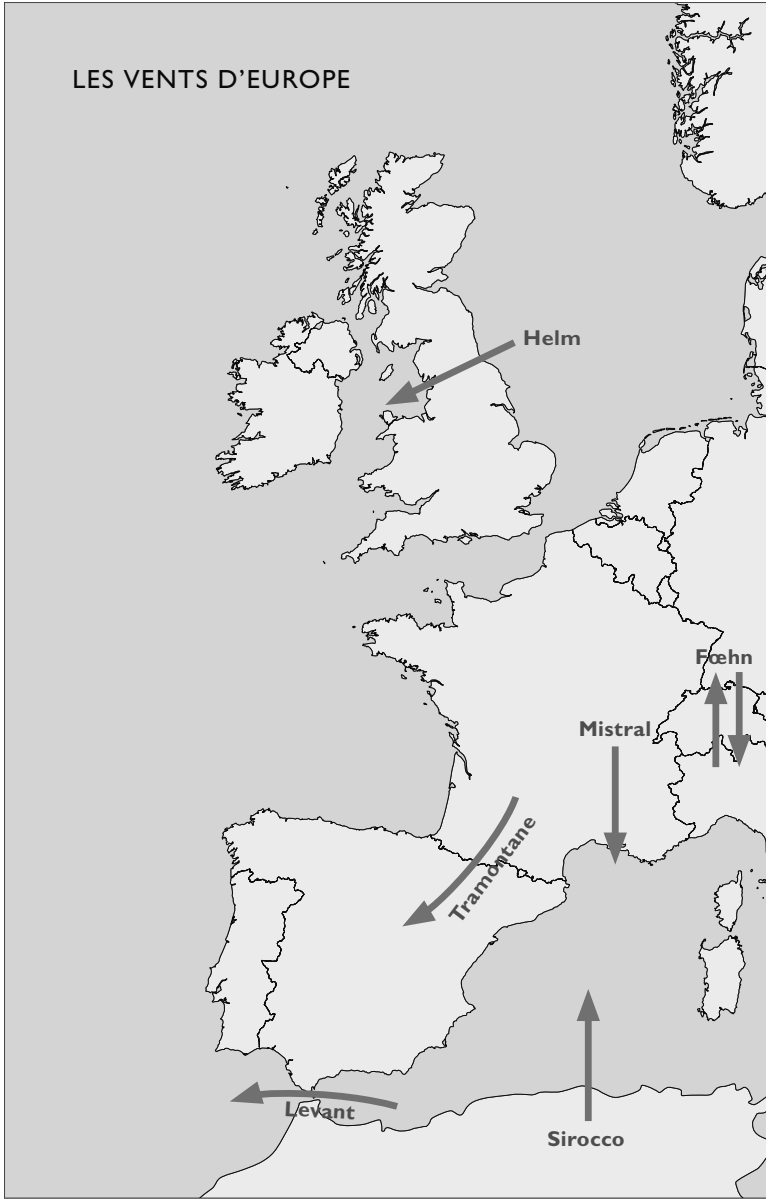 LES VENTS D’EUROPE
Helm
Fœhn
Mistral
Tramontane
Levant
Sirocco